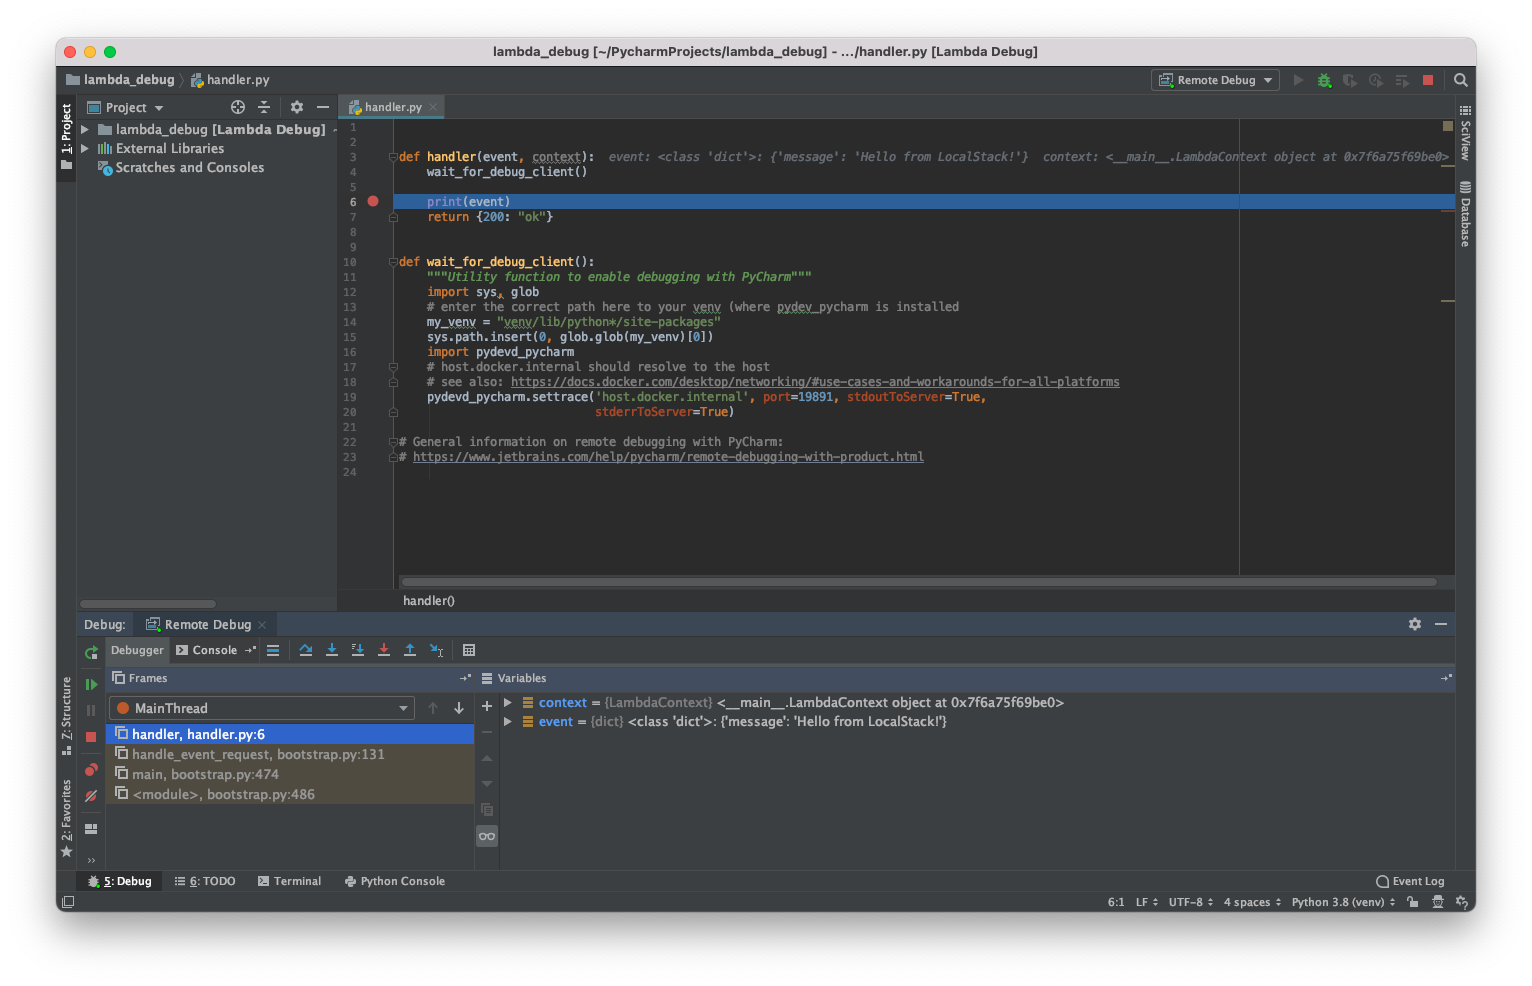 lambda_debug [~/PycharmProjects/lambda_debug] - .../handler.py [Lambda Debug]
lambda_debug handler.py
Remote Debug
1: Project
Project
lambda_debug [Lambda Debug]
External Libraries
Scratches and Consoles
handler.py
1
2
3 def handler(event, context): event: <class 'dict'>: {'message': 'Hello from LocalStack!'} context: <__main__.LambdaContext object at 0x7f6a75f69be0>
4 wait_for_debug_client()
5
6 print(event)
7 return {200: "ok"}
8
9
10 def wait_for_debug_client():
11 """Utility function to enable debugging with PyCharm"""
12 import sys, glob
13 # enter the correct path here to your venv (where pydev_pycharm is installed
14 my_venv = "venv/lib/python*/site-packages"
15 sys.path.insert(0, glob.glob(my_venv)[0])
16 import pydevd_pycharm
17 # host.docker.internal should resolve to the host
18 # see also: https://docs.docker.com/desktop/networking/#use-cases-and-workarounds-for-all-platforms
19 pydevd_pycharm.settrace('host.docker.internal', port=19891, stdoutToServer=True,
20 stderrToServer=True)
21
22 # General information on remote debugging with PyCharm:
23 # https://www.jetbrains.com/help/pycharm/remote-debugging-with-product.html
24
SciView
Database
handler()
Debug: Remote Debug
Debugger Console
Frames
Variables
MainThread
handler, handler.py:6
handle_event_request, bootstrap.py:131
main, bootstrap.py:474
<module>, bootstrap.py:486
context = {LambdaContext} <__main__.LambdaContext object at 0x7f6a75f69be0>
event = {dict} <class 'dict'>: {'message': 'Hello from LocalStack!'}
Z: Structure
2: Favorites
5: Debug 6: TODO Terminal Python Console Event Log
6:1 LF UTF-8 4 spaces Python 3.8 (venv)